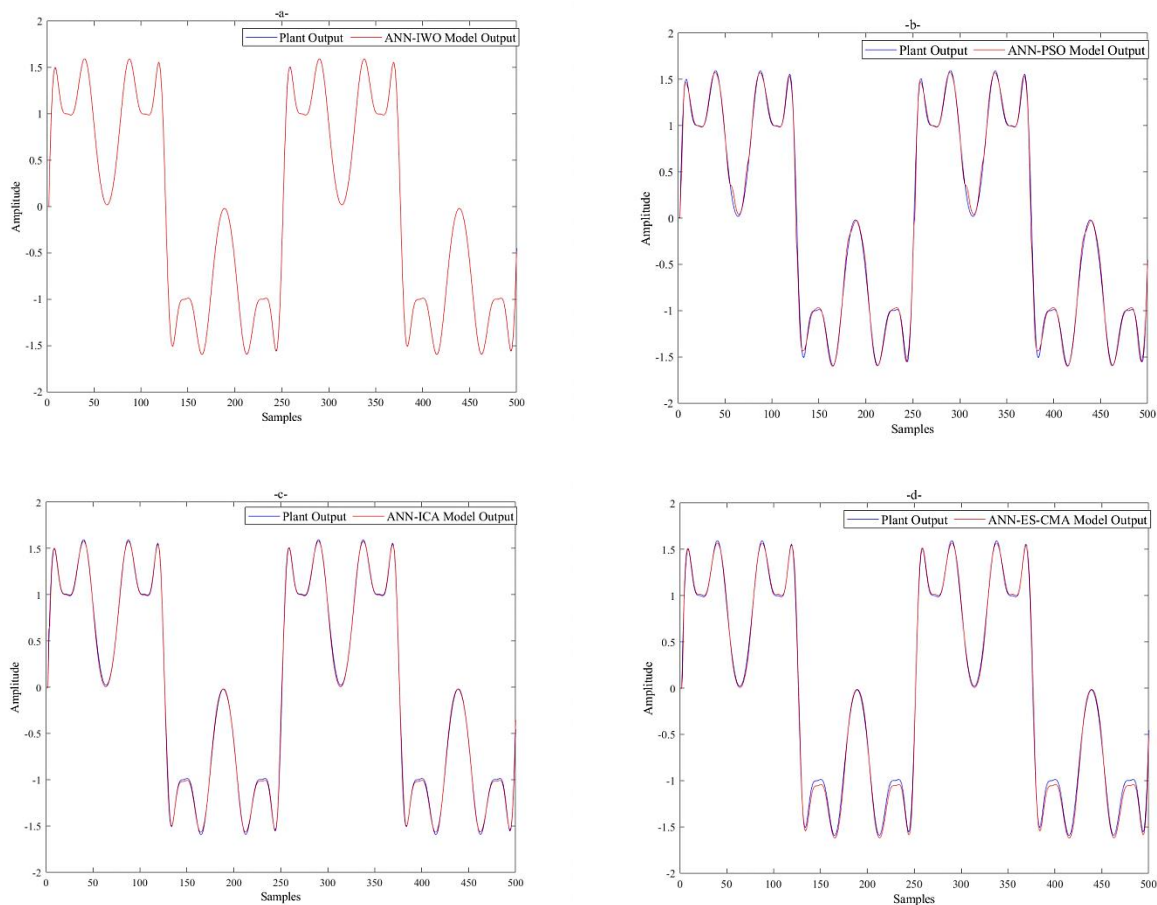 -a-
Plant Output ANN-IWO Model Output
2
1.5
1
0.5
0
-0.5
-1
-1.5
-2
Amplitude
0 50 100 150 200 250 300 350 400 450 500
Samples
-b-
Plant Output ANN-PSO Model Output
2
1.5
1
0.5
0
-0.5
-1
-1.5
-2
Amplitude
0 50 100 150 200 250 300 350 400 450 500
Samples
-c-
Plant Output ANN-ICA Model Output
2
1.5
1
0.5
0
-0.5
-1
-1.5
-2
Amplitude
0 50 100 150 200 250 300 350 400 450 500
Samples
-d-
Plant Output ANN-ES-CMA Model Output
2
1.5
1
0.5
0
-0.5
-1
-1.5
-2
Amplitude
0 50 100 150 200 250 300 350 400 450 500
Samples